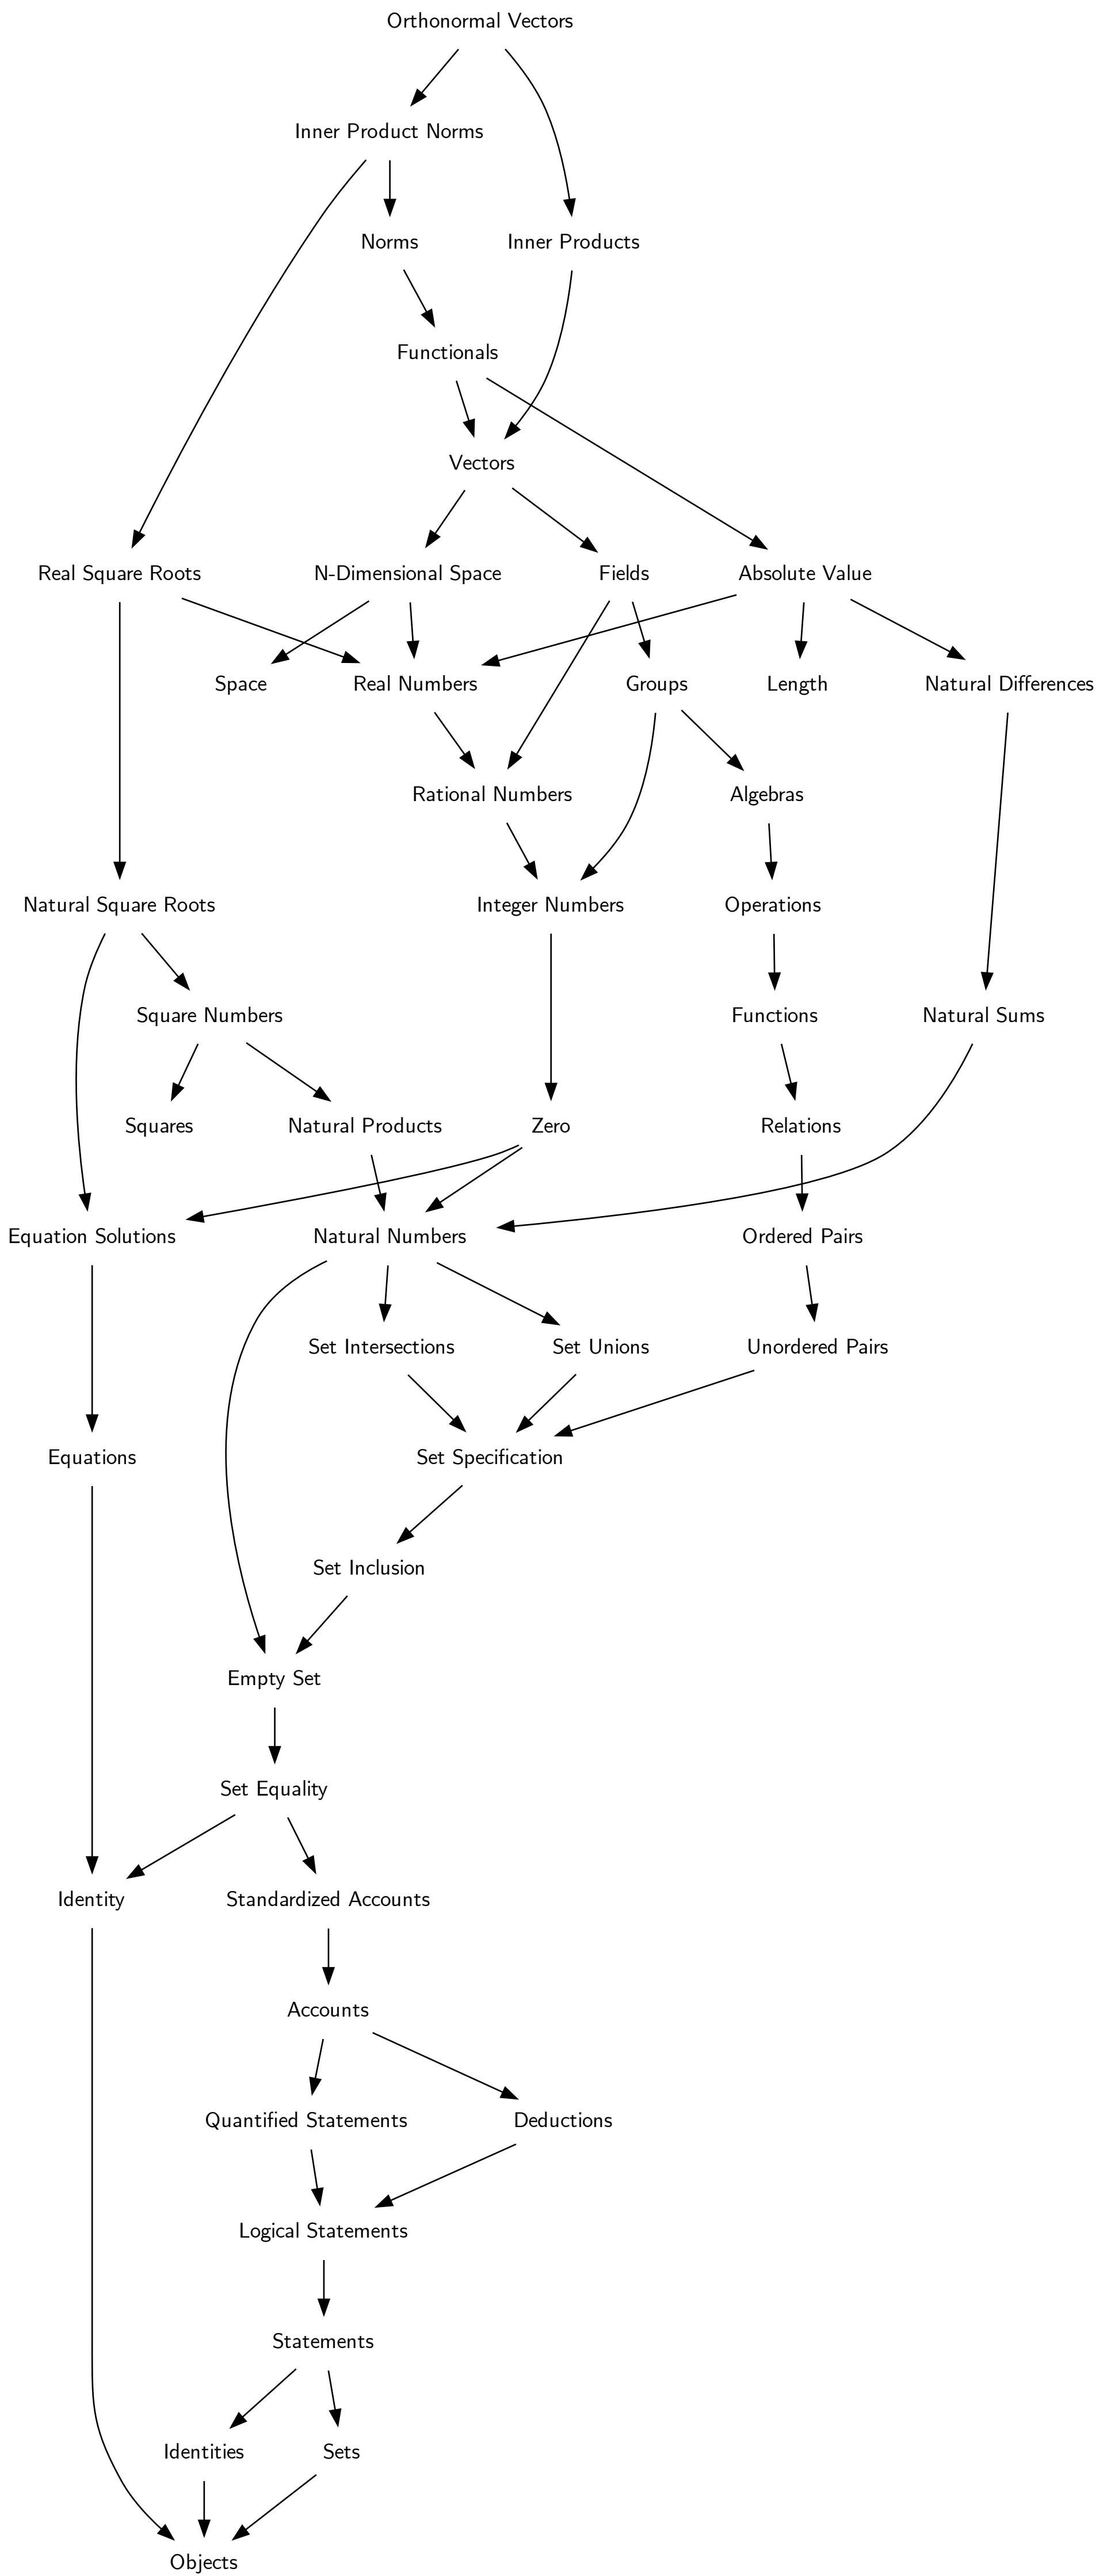 Orthonormal Vectors
Inner Product Norms
Norms
Inner Products
Functionals
Vectors
Real Square Roots
N-Dimensional Space
Fields
Absolute Value
Space
Real Numbers
Groups
Length
Natural Differences
Rational Numbers
Algebras
Natural Square Roots
Integer Numbers
Operations
Square Numbers
Functions
Natural Sums
Squares
Natural Products
Zero
Relations
Equation Solutions
Natural Numbers
Ordered Pairs
Set Intersections
Set Unions
Unordered Pairs
Equations
Set Specification
Set Inclusion
Empty Set
Set Equality
Identity
Standardized Accounts
Accounts
Quantified Statements
Deductions
Logical Statements
Statements
Identities
Sets
Objects